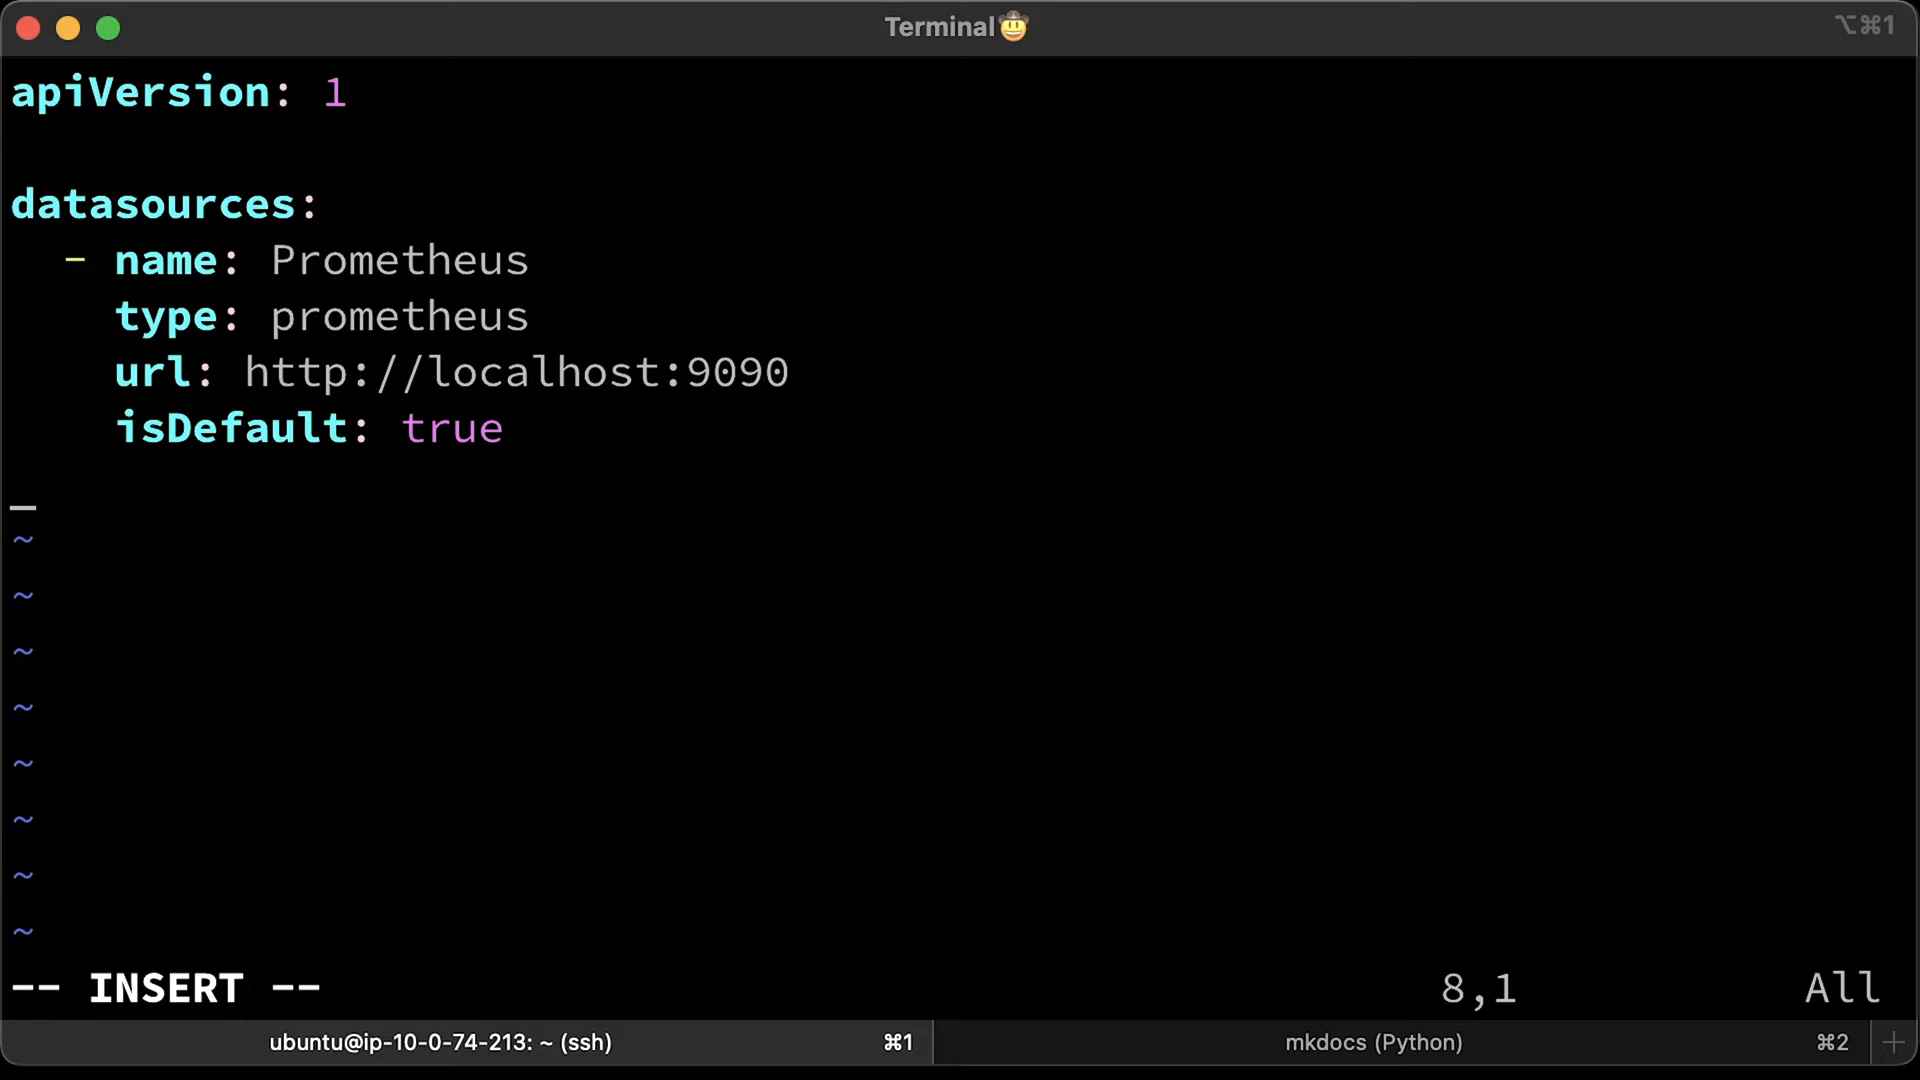 Terminal🤠
⌥⌘1
apiVersion: 1
datasources:
  - name: Prometheus
    type: prometheus
    url: http://localhost:9090
    isDefault: true
~
~
~
~
~
~
~
~
-- INSERT --
8,1
All
ubuntu@ip-10-0-74-213: ~ (ssh)
⌘1
mkdocs (Python)
⌘2
+